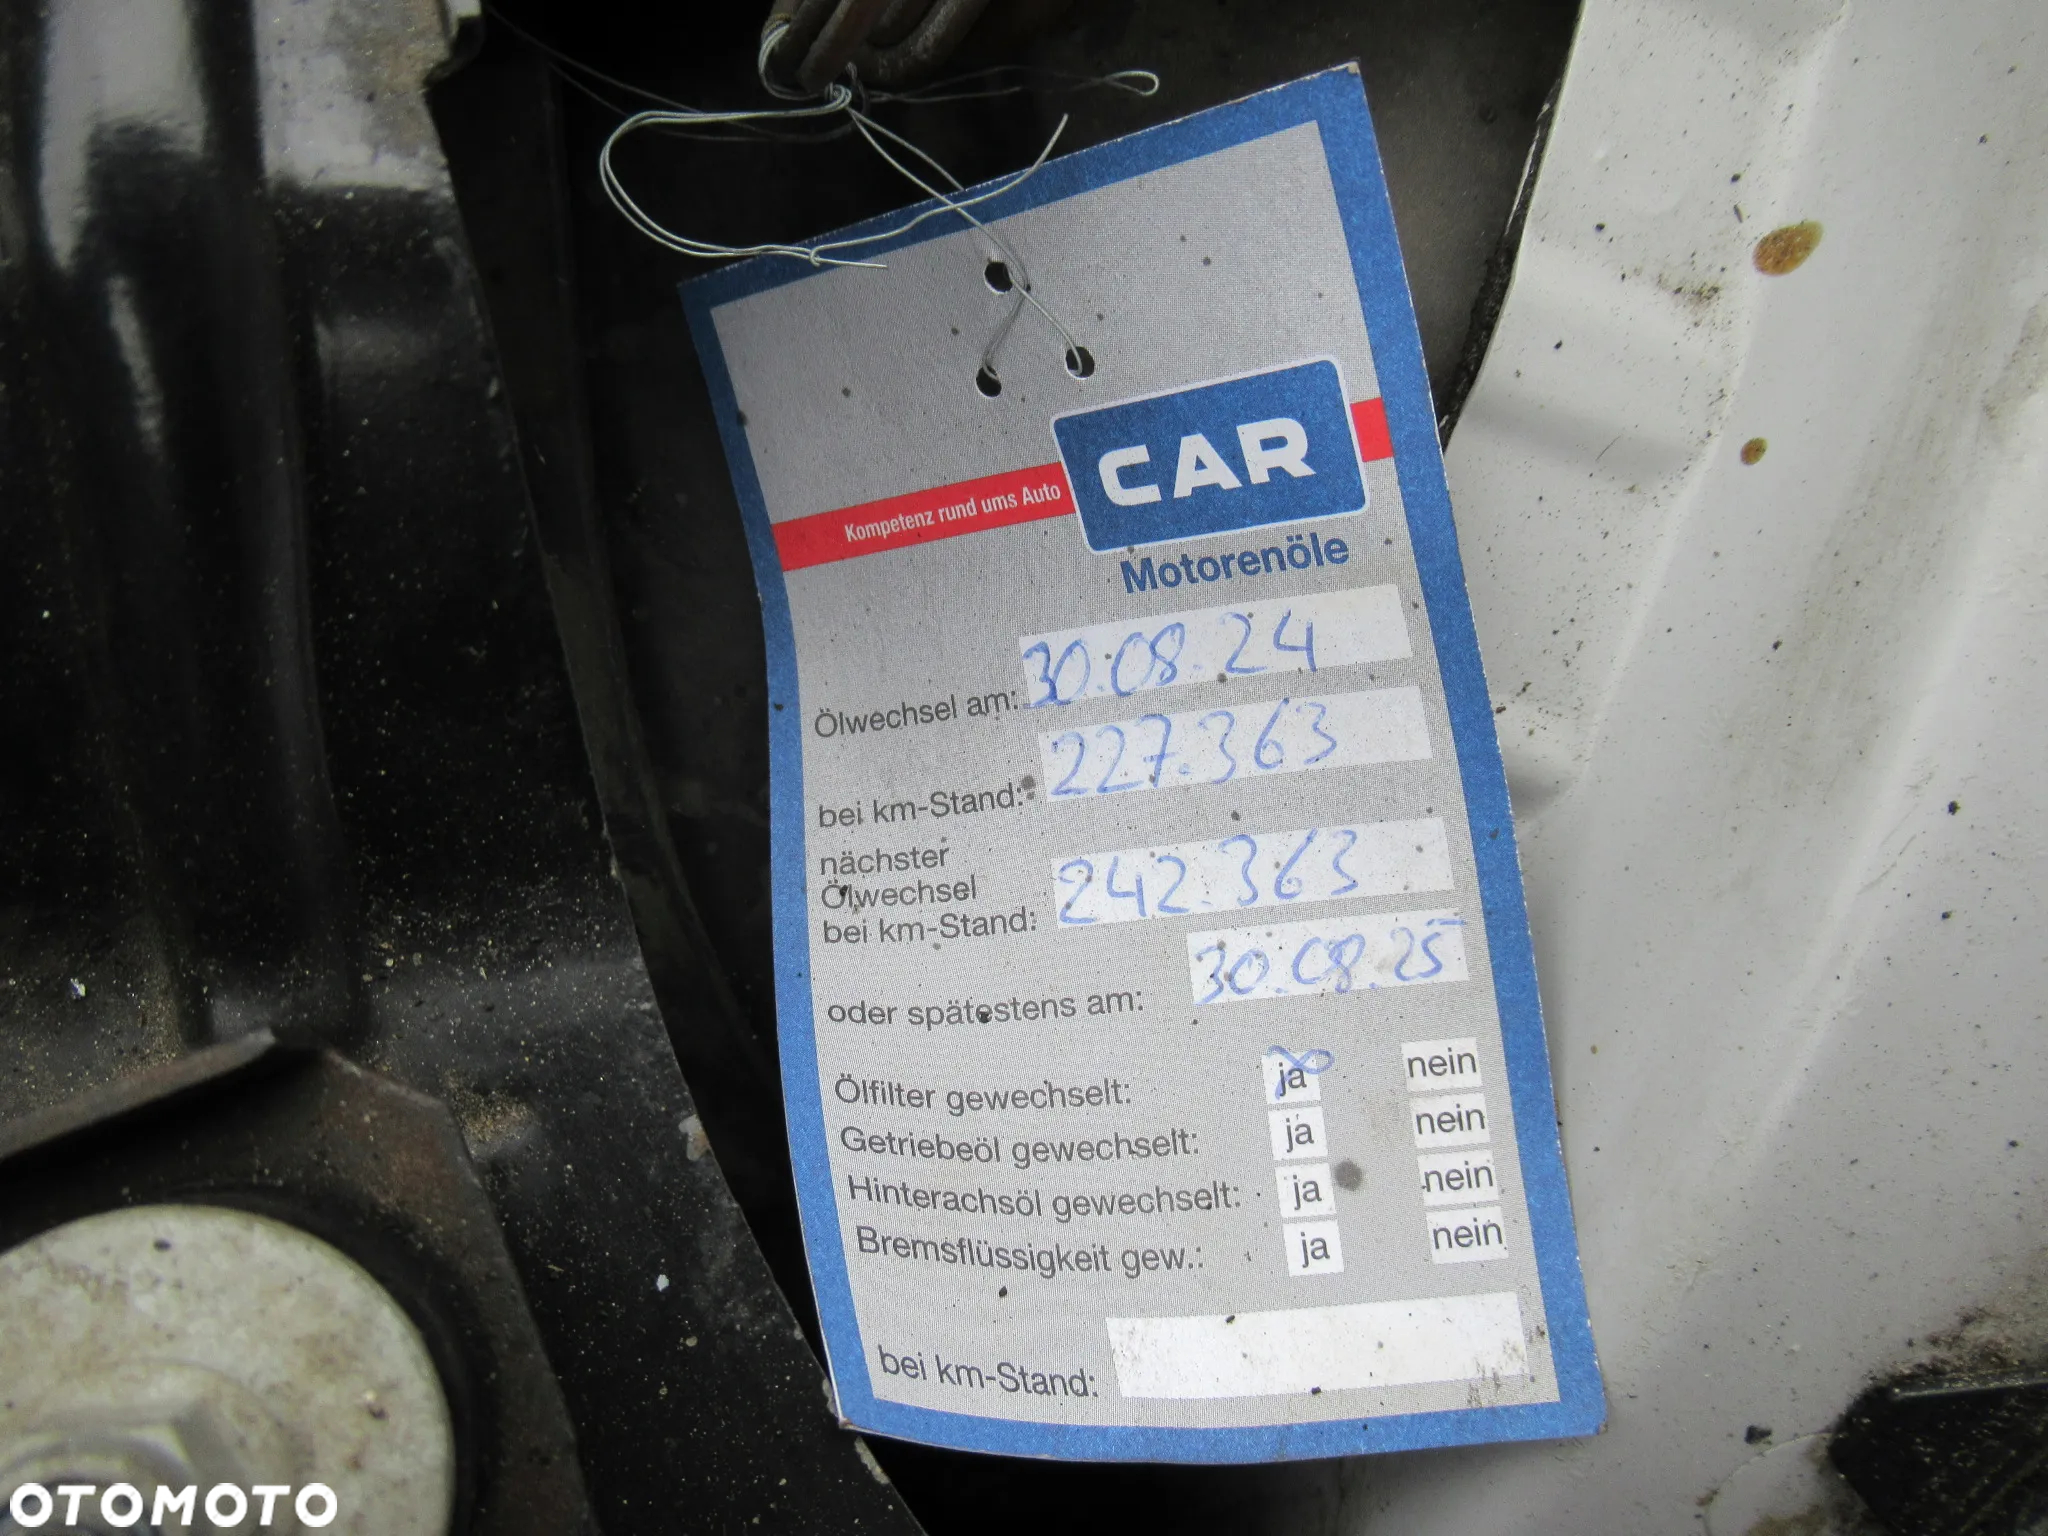 CAR
Kompetenz rund ums Auto
Motorenöle
Ölwechsel am: 30.08.24
bei km-Stand: 227.363
nächster
Ölwechsel
bei km-Stand: 242.363
oder spätestens am: 30.08.25
Ölfilter gewechselt: ja nein
Getriebeöl gewechselt: ja nein
Hinterachsöl gewechselt: ja nein
Bremsflüssigkeit gew.: ja nein
bei km-Stand:
OTOMOTO